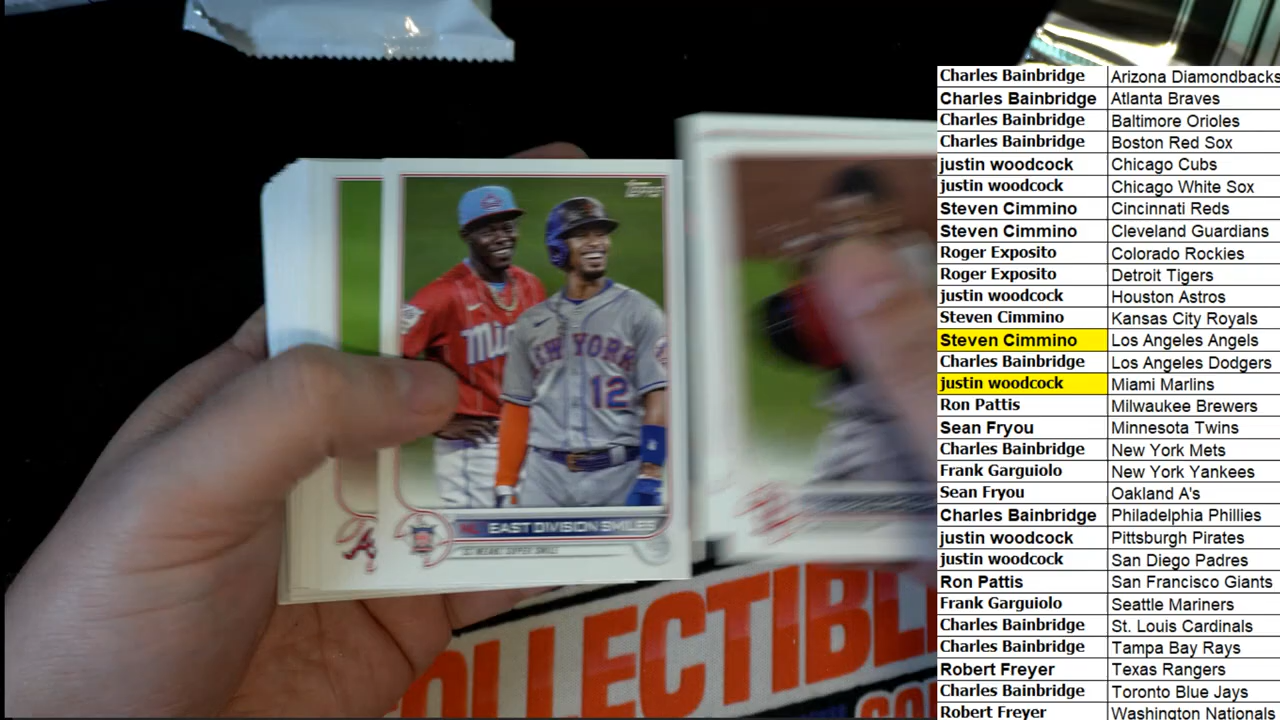 Topps
Mi
NEW YORK
12
EAST DIVISION SMILES
COLLECTIBL
Charles Bainbridge Arizona Diamondbacks
Charles Bainbridge Atlanta Braves
Charles Bainbridge Baltimore Orioles
Charles Bainbridge Boston Red Sox
justin woodcock Chicago Cubs
justin woodcock Chicago White Sox
Steven Cimmino Cincinnati Reds
Steven Cimmino Cleveland Guardians
Roger Exposito Colorado Rockies
Roger Exposito Detroit Tigers
justin woodcock Houston Astros
Steven Cimmino Kansas City Royals
Steven Cimmino Los Angeles Angels
Charles Bainbridge Los Angeles Dodgers
justin woodcock Miami Marlins
Ron Pattis Milwaukee Brewers
Sean Fryou Minnesota Twins
Charles Bainbridge New York Mets
Frank Garguiolo New York Yankees
Sean Fryou Oakland A's
Charles Bainbridge Philadelphia Phillies
justin woodcock Pittsburgh Pirates
justin woodcock San Diego Padres
Ron Pattis San Francisco Giants
Frank Garguiolo Seattle Mariners
Charles Bainbridge St. Louis Cardinals
Charles Bainbridge Tampa Bay Rays
Robert Freyer Texas Rangers
Charles Bainbridge Toronto Blue Jays
Robert Freyer Washington Nationals